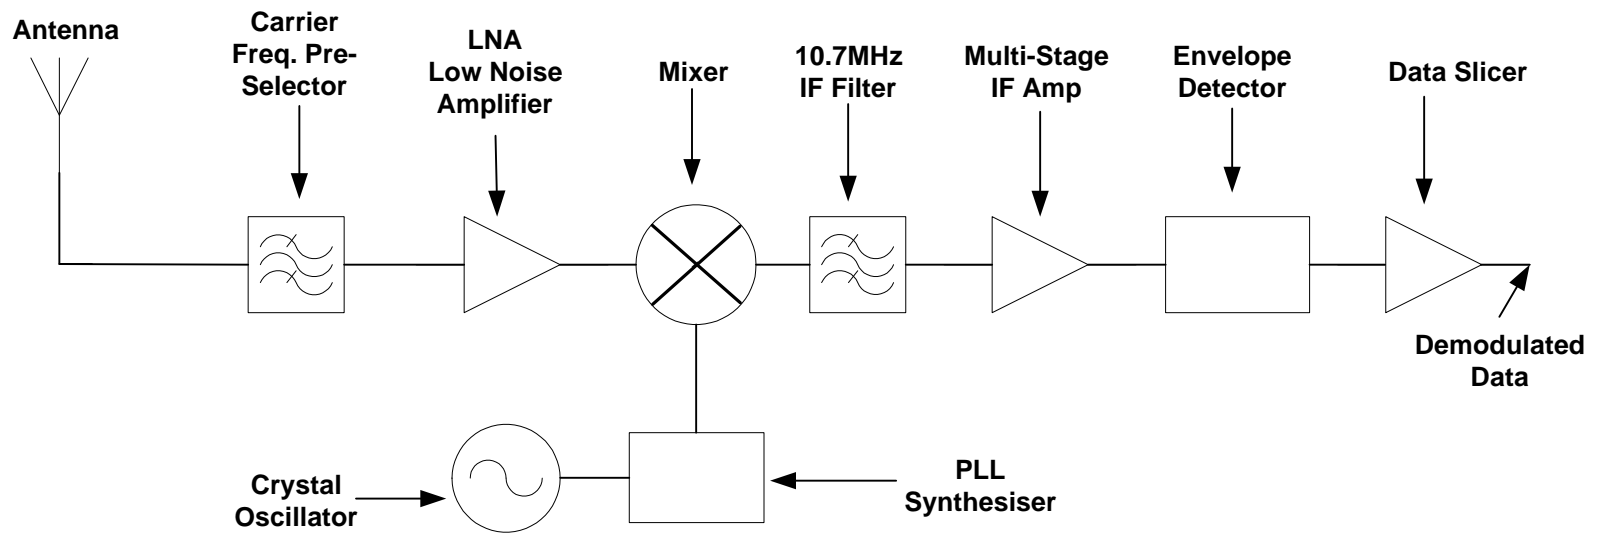 Antenna
Carrier
Freq. Pre-
Selector
LNA
Low Noise
Amplifier
Mixer
10.7MHz
IF Filter
Multi-Stage
IF Amp
Envelope
Detector
Data Slicer
Demodulated
Data
Crystal
Oscillator
PLL
Synthesiser